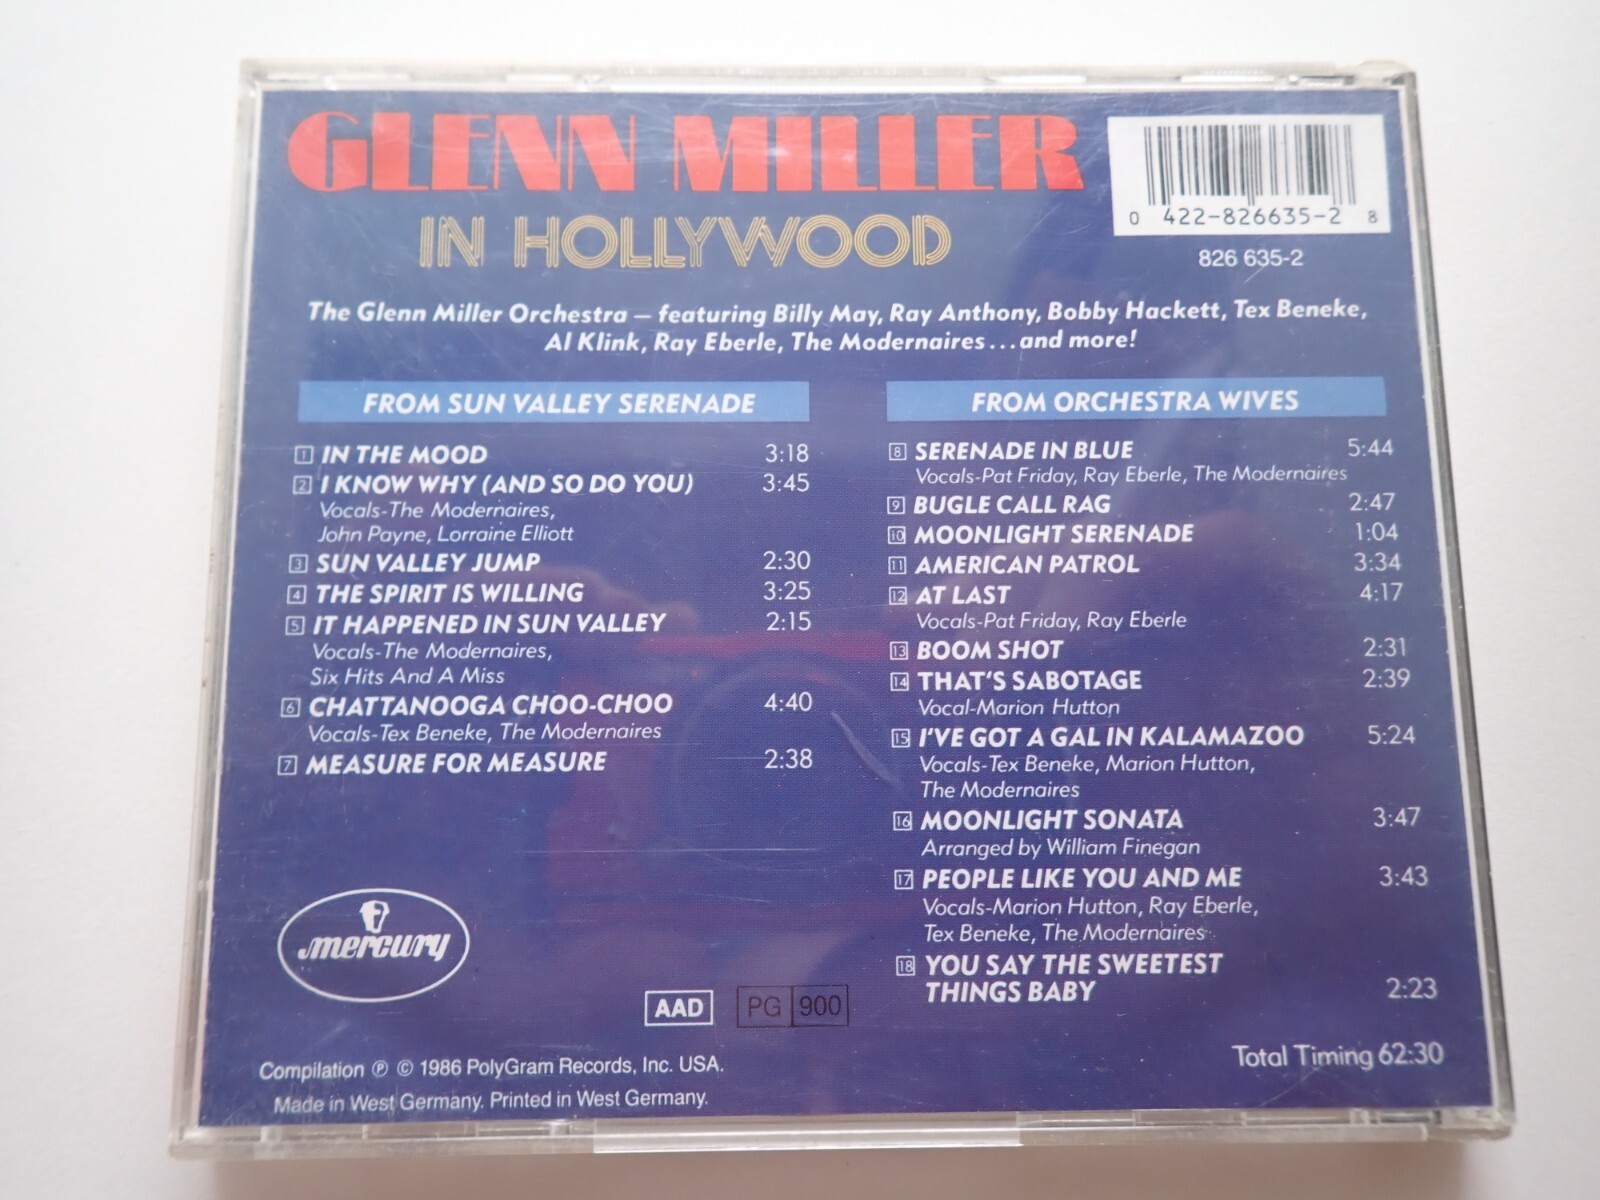 GLENN MILLER
IN HOLLYWOOD
0 422-826635-2 8
826 635-2
The Glenn Miller Orchestra – featuring Billy May, Ray Anthony, Bobby Hackett, Tex Beneke,
Al Klink, Ray Eberle, The Modernaires...and more!
FROM SUN VALLEY SERENADE
1 IN THE MOOD 3:18
2 I KNOW WHY (AND SO DO YOU) 3:45
Vocals-The Modernaires,
John Payne, Lorraine Elliott
3 SUN VALLEY JUMP 2:30
4 THE SPIRIT IS WILLING 3:25
5 IT HAPPENED IN SUN VALLEY 2:15
Vocals-The Modernaires,
Six Hits And A Miss
6 CHATTANOOGA CHOO-CHOO 4:40
Vocals-Tex Beneke, The Modernaires
7 MEASURE FOR MEASURE 2:38
FROM ORCHESTRA WIVES
8 SERENADE IN BLUE 5:44
Vocals-Pat Friday, Ray Eberle, The Modernaires
9 BUGLE CALL RAG 2:47
10 MOONLIGHT SERENADE 1:04
11 AMERICAN PATROL 3:34
12 AT LAST 4:17
Vocals-Pat Friday, Ray Eberle
13 BOOM SHOT 2:31
14 THAT'S SABOTAGE 2:39
Vocal-Marion Hutton
15 I'VE GOT A GAL IN KALAMAZOO 5:24
Vocals-Tex Beneke, Marion Hutton,
The Modernaires
16 MOONLIGHT SONATA 3:47
Arranged by William Finegan
17 PEOPLE LIKE YOU AND ME 3:43
Vocals-Marion Hutton, Ray Eberle,
Tex Beneke, The Modernaires
18 YOU SAY THE SWEETEST
THINGS BABY 2:23
Total Timing 62:30
mercury
AAD PG 900
Compilation ℗ © 1986 PolyGram Records, Inc. USA.
Made in West Germany. Printed in West Germany.